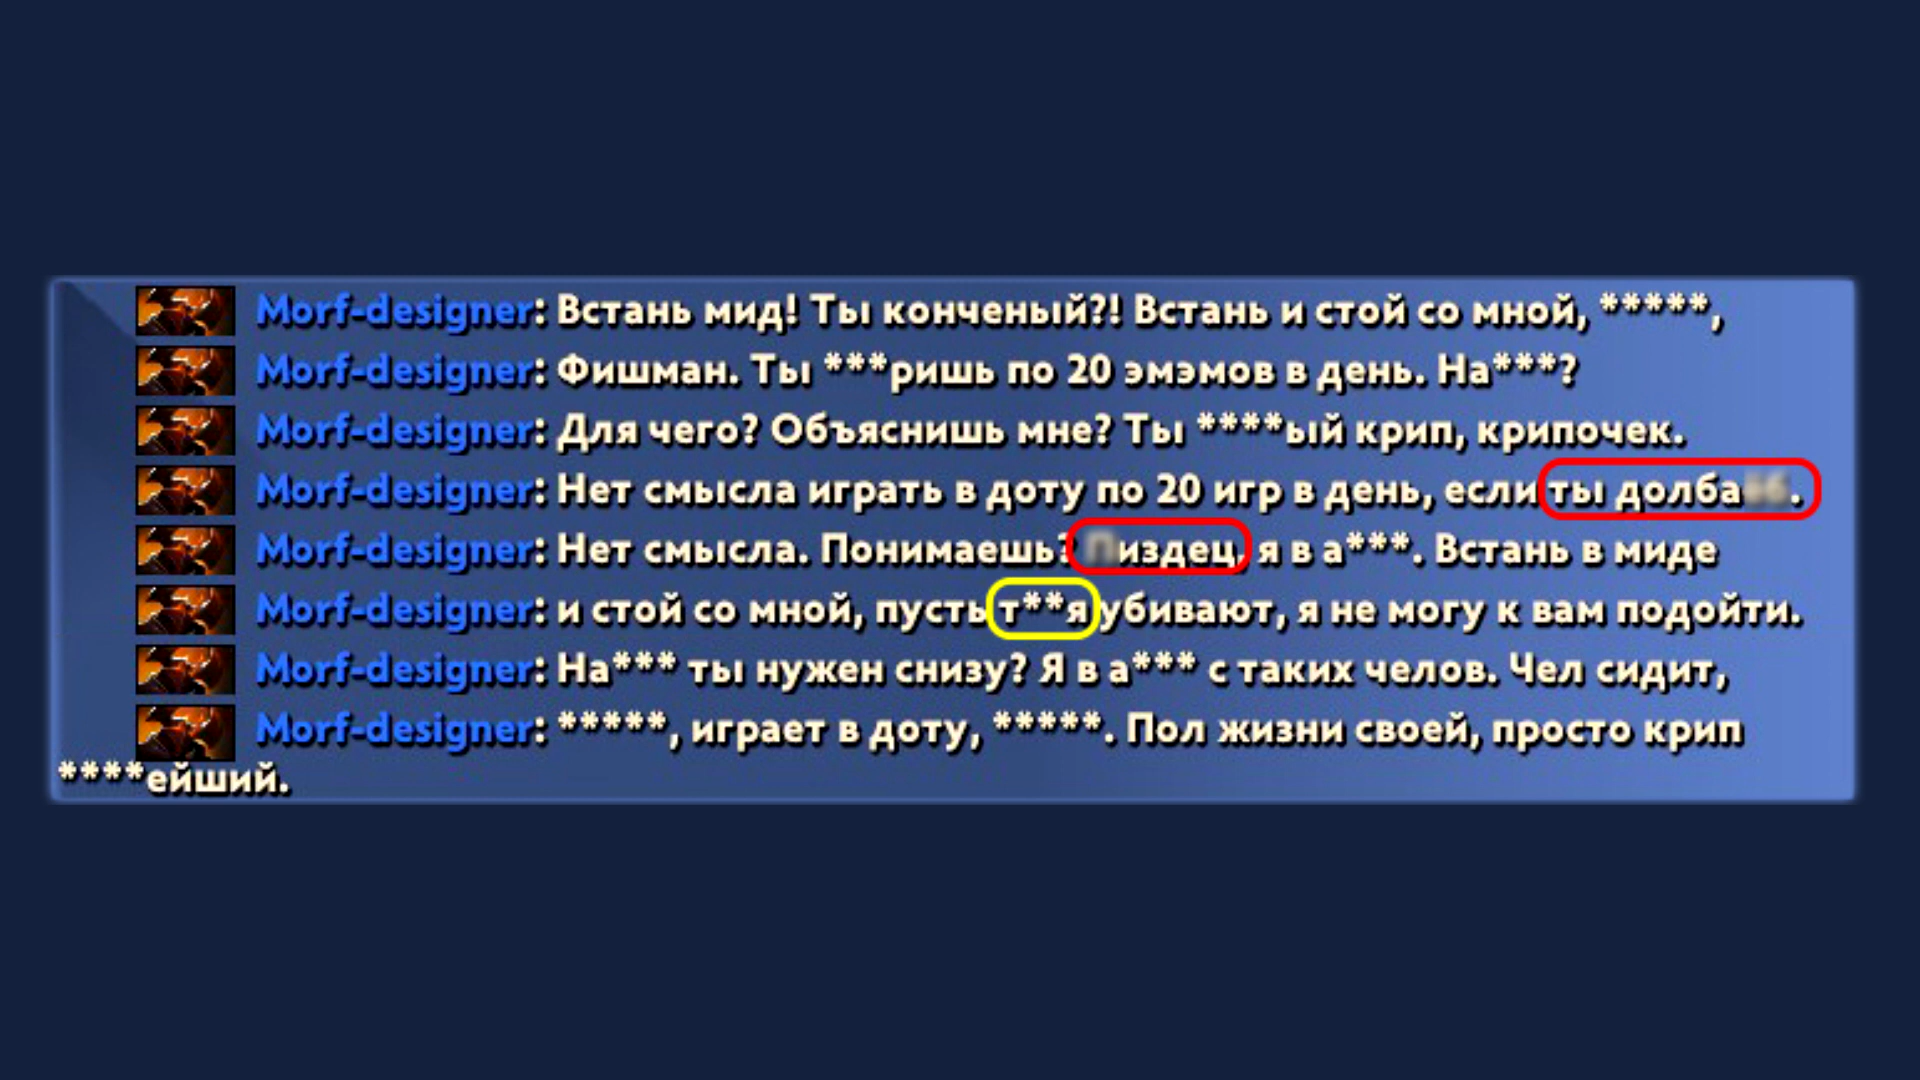 Morf-designer: Встань мид! Ты конченый?! Встань и стой со мной, *****,
Morf-designer: Фишман. Ты ***ришь по 20 эмэмов в день. На***?
Morf-designer: Для чего? Объяснишь мне? Ты ****ый крип, крипочек.
Morf-designer: Нет смысла играть в доту по 20 игр в день, если ты
Morf-designer: Нет смысла. Понимаешь? Пиздец, я в а***. Встань в миде
Morf-designer: и стой со мной, пусть т**я убивают, я не могу к вам подойти.
Morf-designer: На*** ты нужен снизу? Я в а*** с таких челов. Чел сидит,
Morf-designer: *****, играет в доту, *****. Пол жизни своей, просто крип
****ейший.